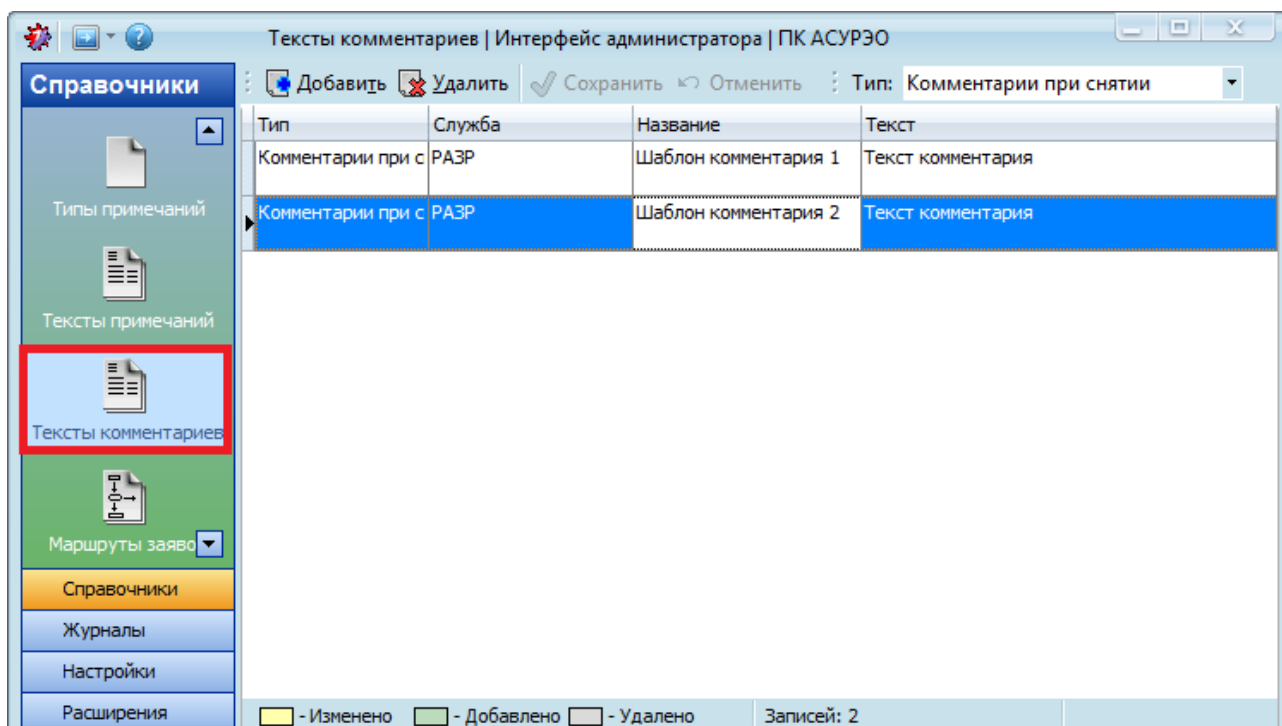 Тексты комментариев | Интерфейс администратора | ПК АСУРЭО
Справочники
Добавить Удалить Сохранить Отменить Тип: Комментарии при снятии
Тип Служба Название Текст
Комментарии при с РАЗР Шаблон комментария 1 Текст комментария
Комментарии при с РАЗР Шаблон комментария 2 Текст комментария
Типы примечаний
Тексты примечаний
Тексты комментариев
Маршруты заяво
Справочники
Журналы
Настройки
Расширения
- Изменено - Добавлено - Удалено Записей: 2